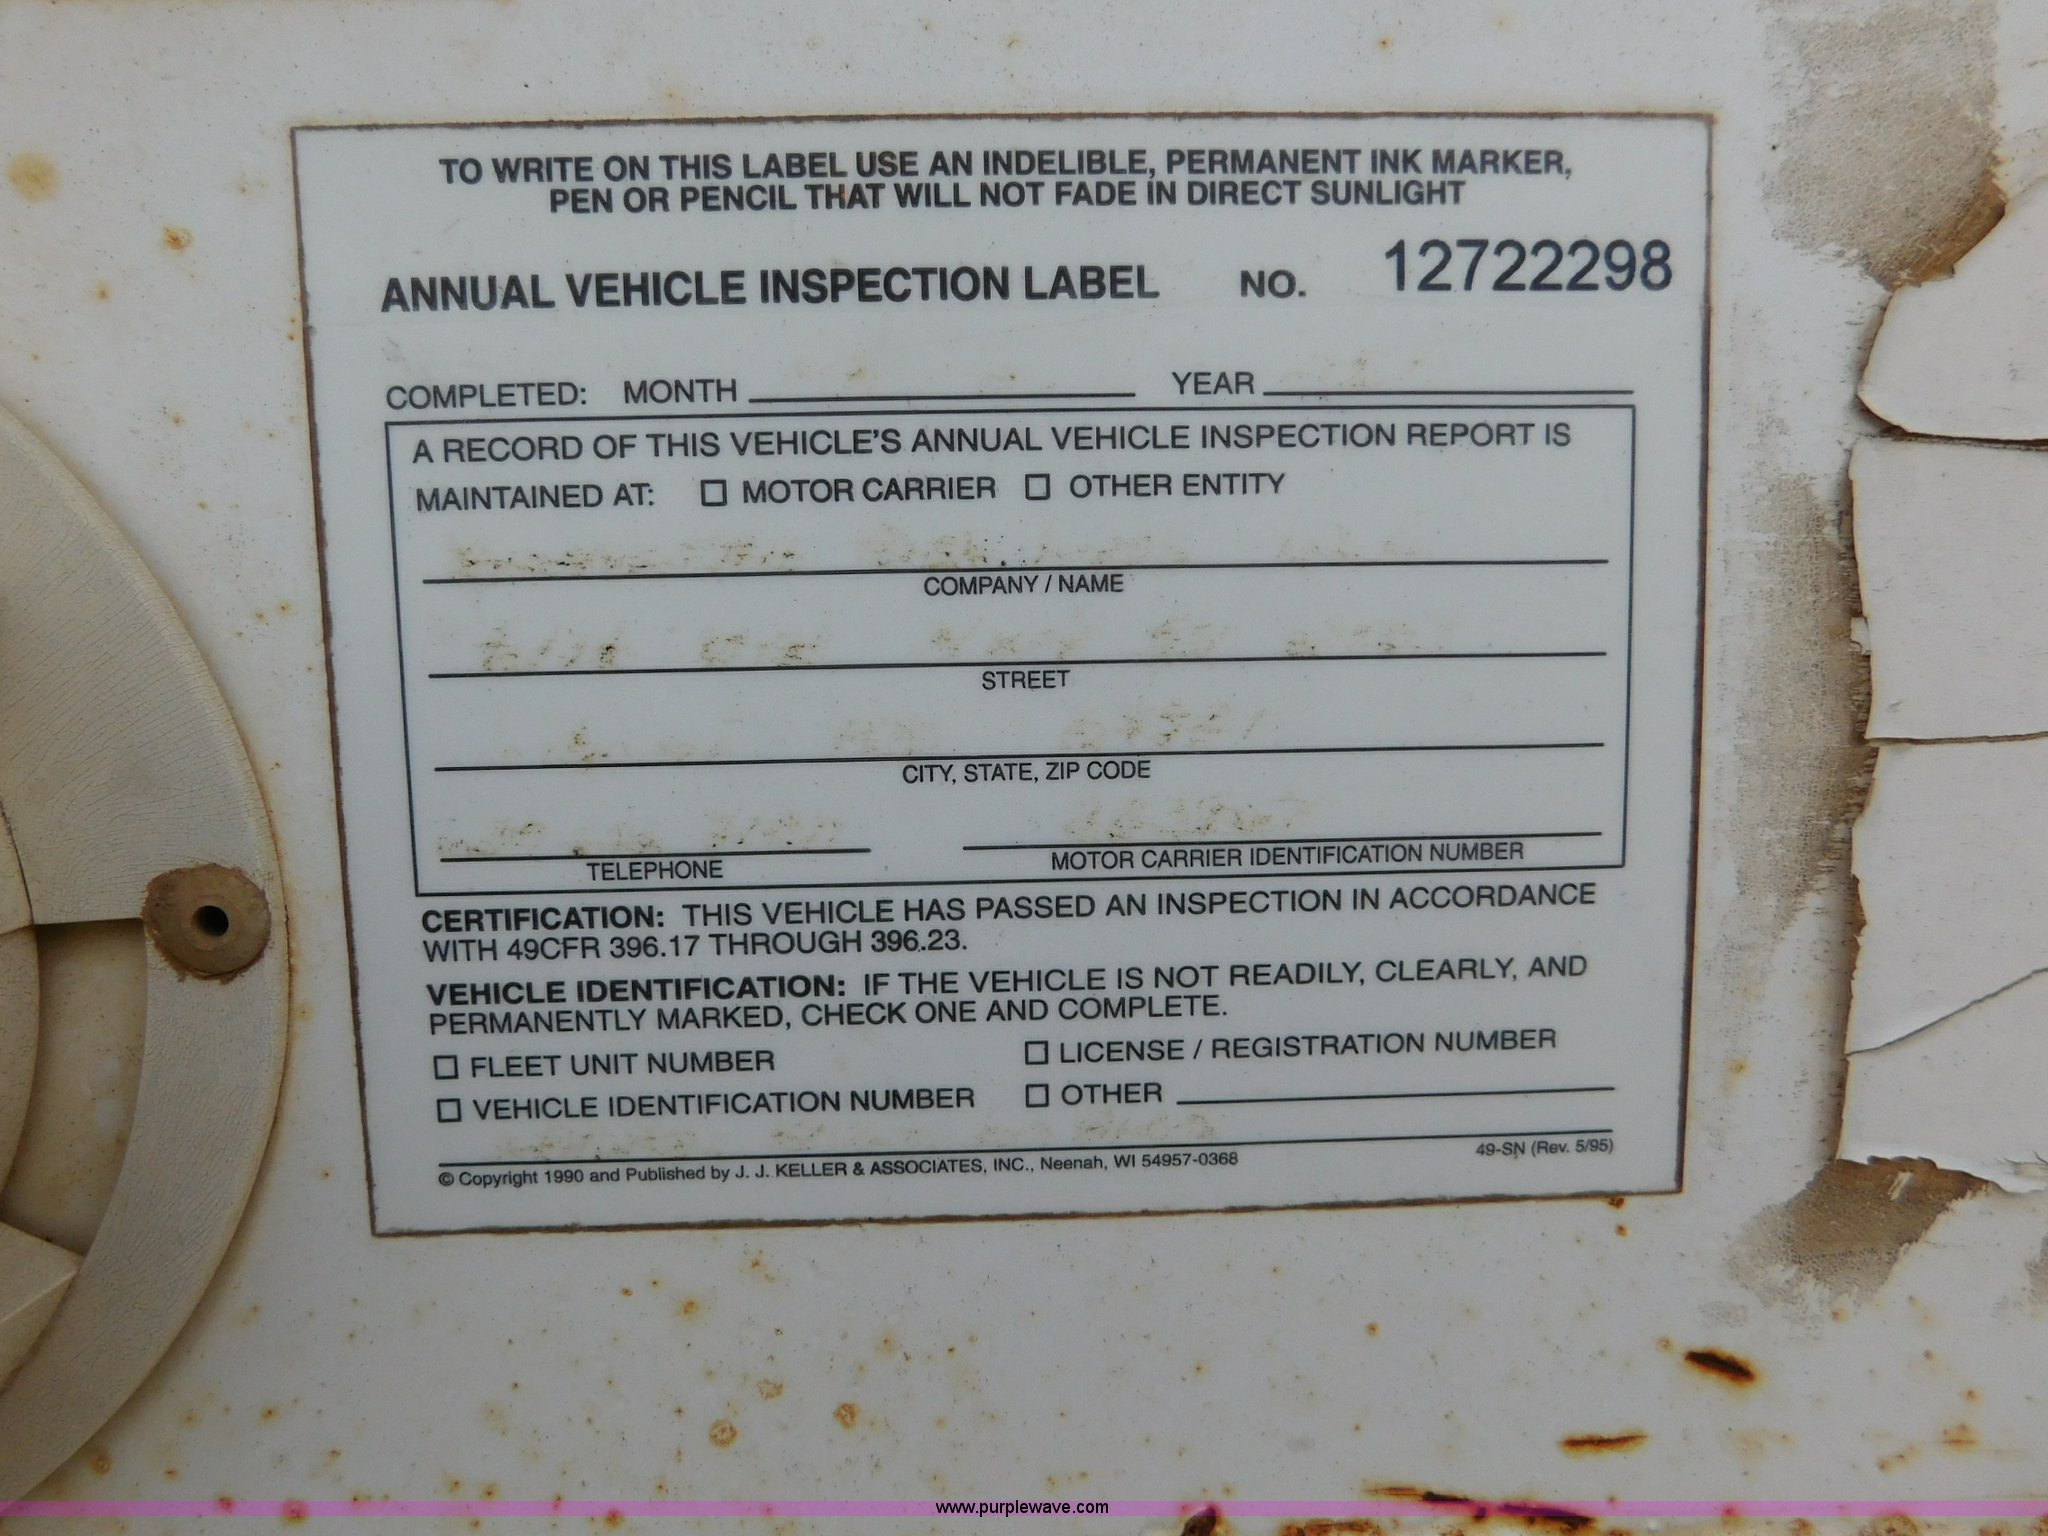 TO WRITE ON THIS LABEL USE AN INDELIBLE, PERMANENT INK MARKER,
PEN OR PENCIL THAT WILL NOT FADE IN DIRECT SUNLIGHT
ANNUAL VEHICLE INSPECTION LABEL NO. 12722298
COMPLETED: MONTH YEAR
A RECORD OF THIS VEHICLE'S ANNUAL VEHICLE INSPECTION REPORT IS
MAINTAINED AT: MOTOR CARRIER OTHER ENTITY
COMPANY / NAME
STREET
CITY, STATE, ZIP CODE
TELEPHONE MOTOR CARRIER IDENTIFICATION NUMBER
CERTIFICATION: THIS VEHICLE HAS PASSED AN INSPECTION IN ACCORDANCE
WITH 49CFR 396.17 THROUGH 396.23.
VEHICLE IDENTIFICATION: IF THE VEHICLE IS NOT READILY, CLEARLY, AND
PERMANENTLY MARKED, CHECK ONE AND COMPLETE.
FLEET UNIT NUMBER LICENSE / REGISTRATION NUMBER
VEHICLE IDENTIFICATION NUMBER OTHER
© Copyright 1990 and Published by J. J. KELLER & ASSOCIATES, INC., Neenah, WI 54957-0368 49-SN (Rev. 5/95)
www.purplewave.com